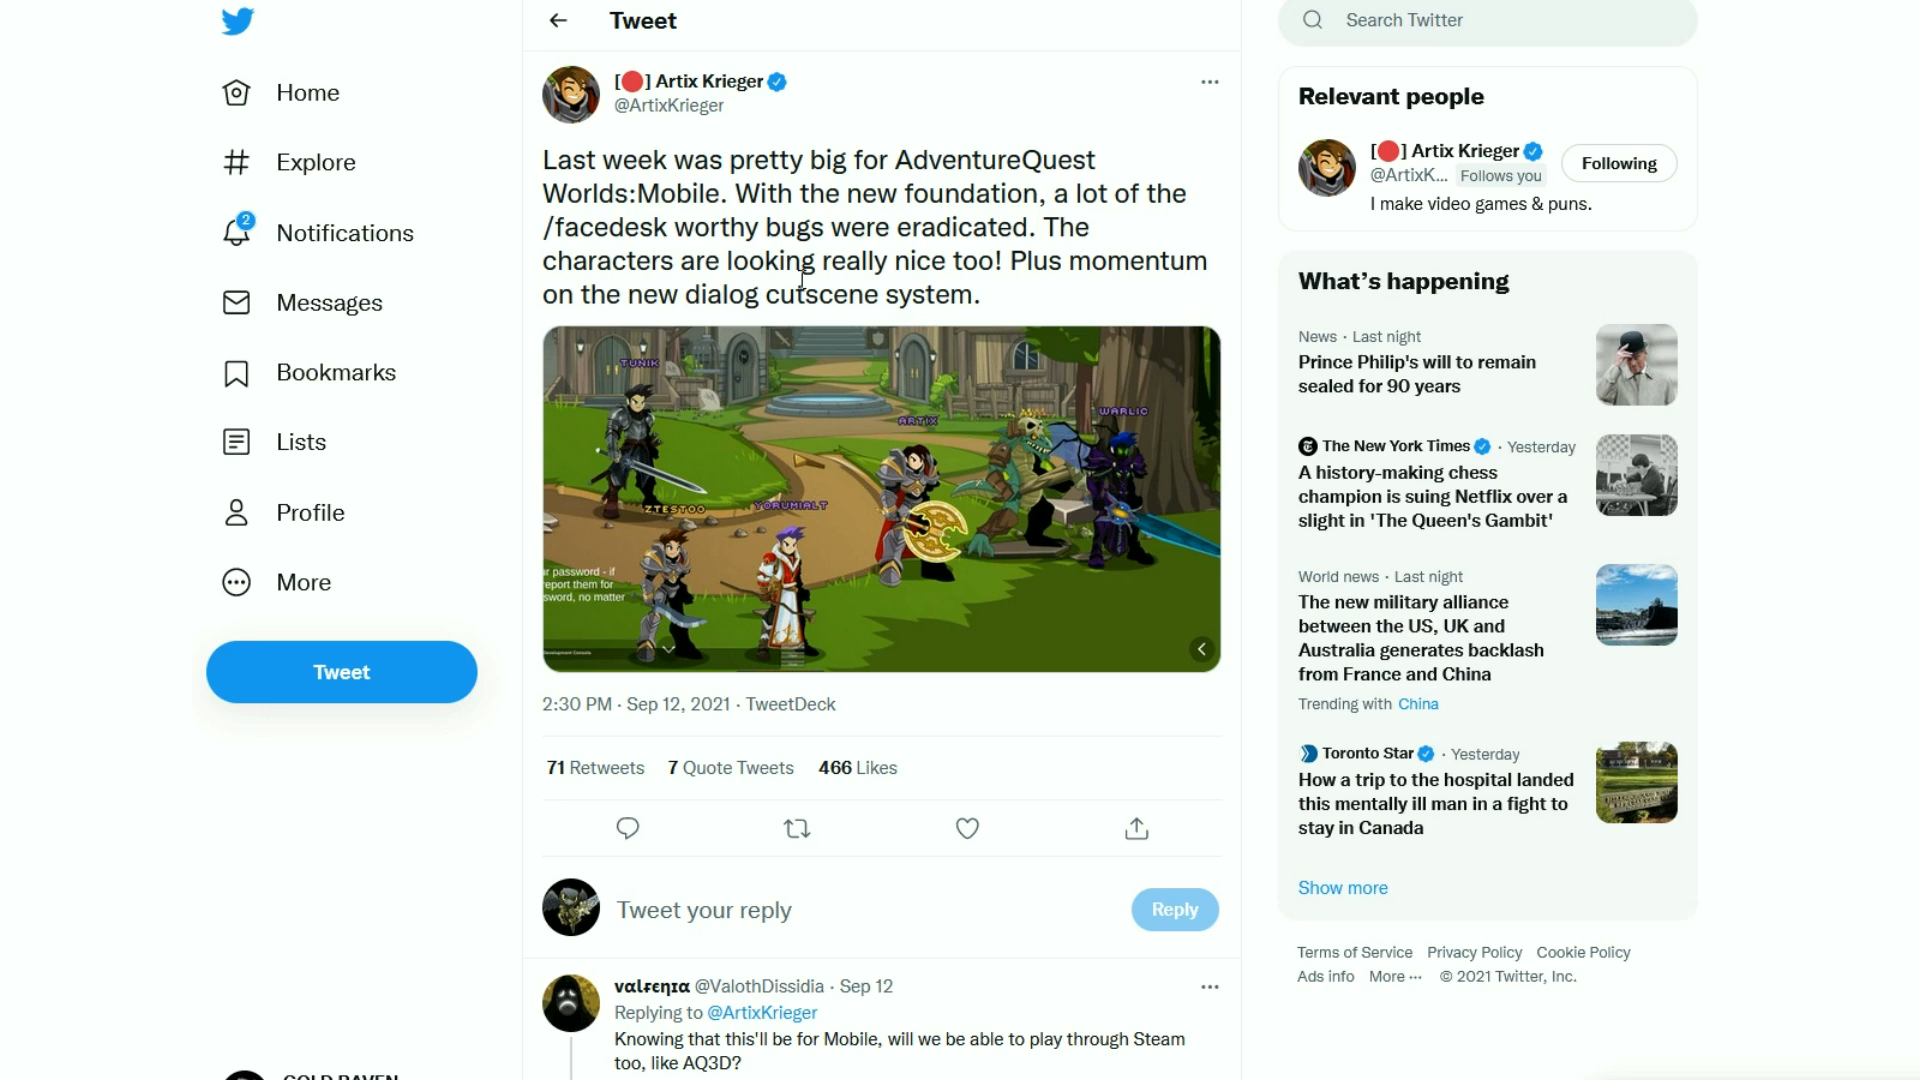 Tweet
Search Twitter
Home
Explore
2
Notifications
Messages
Bookmarks
Lists
Profile
More
Tweet
[🔴] Artix Krieger
@ArtixKrieger
Last week was pretty big for AdventureQuest
Worlds:Mobile. With the new foundation, a lot of the
/facedesk worthy bugs were eradicated. The
characters are looking really nice too! Plus momentum
on the new dialog cutscene system.
TUNIK
ARTIX
WARLIC
ZTESTOO
YORUMIALT
r password - if
eport them for
sword, no matter
Development Console
2:30 PM · Sep 12, 2021 · TweetDeck
71 Retweets 7 Quote Tweets 466 Likes
Tweet your reply
Reply
vαlғєηια @ValothDissidia · Sep 12
Replying to @ArtixKrieger
Knowing that this'll be for Mobile, will we be able to play through Steam
too, like AQ3D?
Relevant people
[🔴] Artix Krieger
@ArtixK... Follows you
Following
I make video games & puns.
What's happening
News · Last night
Prince Philip's will to remain
sealed for 90 years
The New York Times · Yesterday
A history-making chess
champion is suing Netflix over a
slight in 'The Queen's Gambit'
World news · Last night
The new military alliance
between the US, UK and
Australia generates backlash
from France and China
Trending with China
Toronto Star · Yesterday
How a trip to the hospital landed
this mentally ill man in a fight to
stay in Canada
Show more
Terms of Service Privacy Policy Cookie Policy
Ads info More ··· © 2021 Twitter, Inc.
GOLD RAVEN